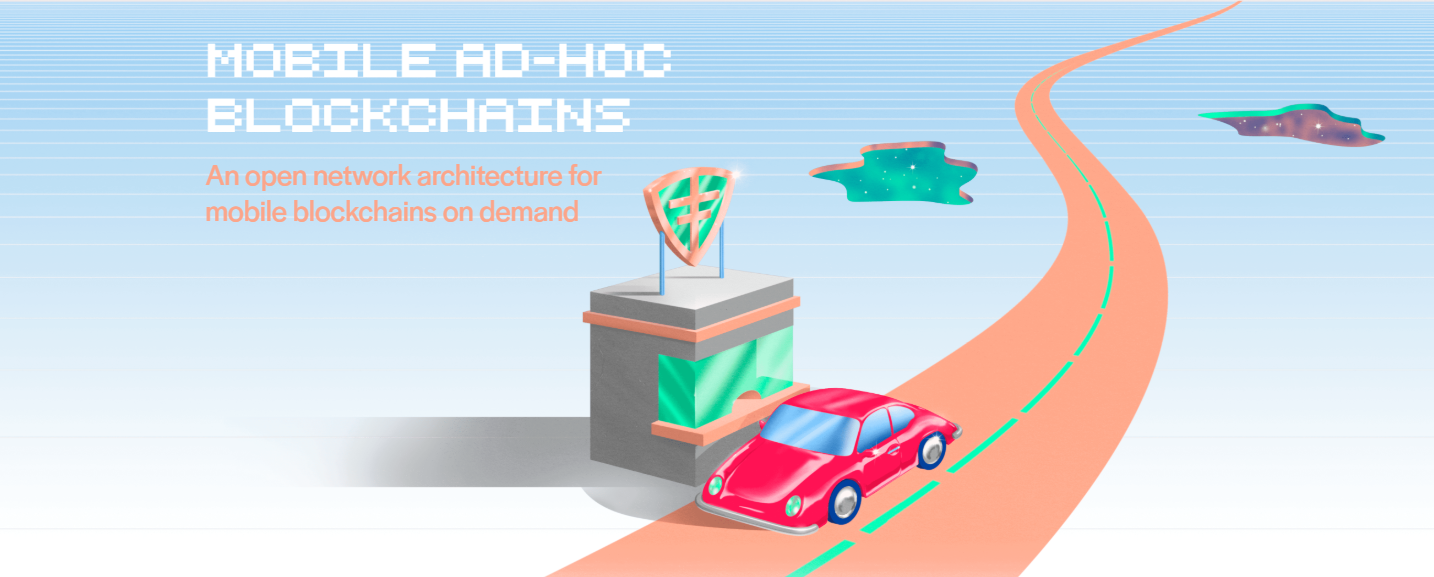 MOBILE AD-HOC
BLOCKCHAINS
An open network architecture for
mobile blockchains on demand